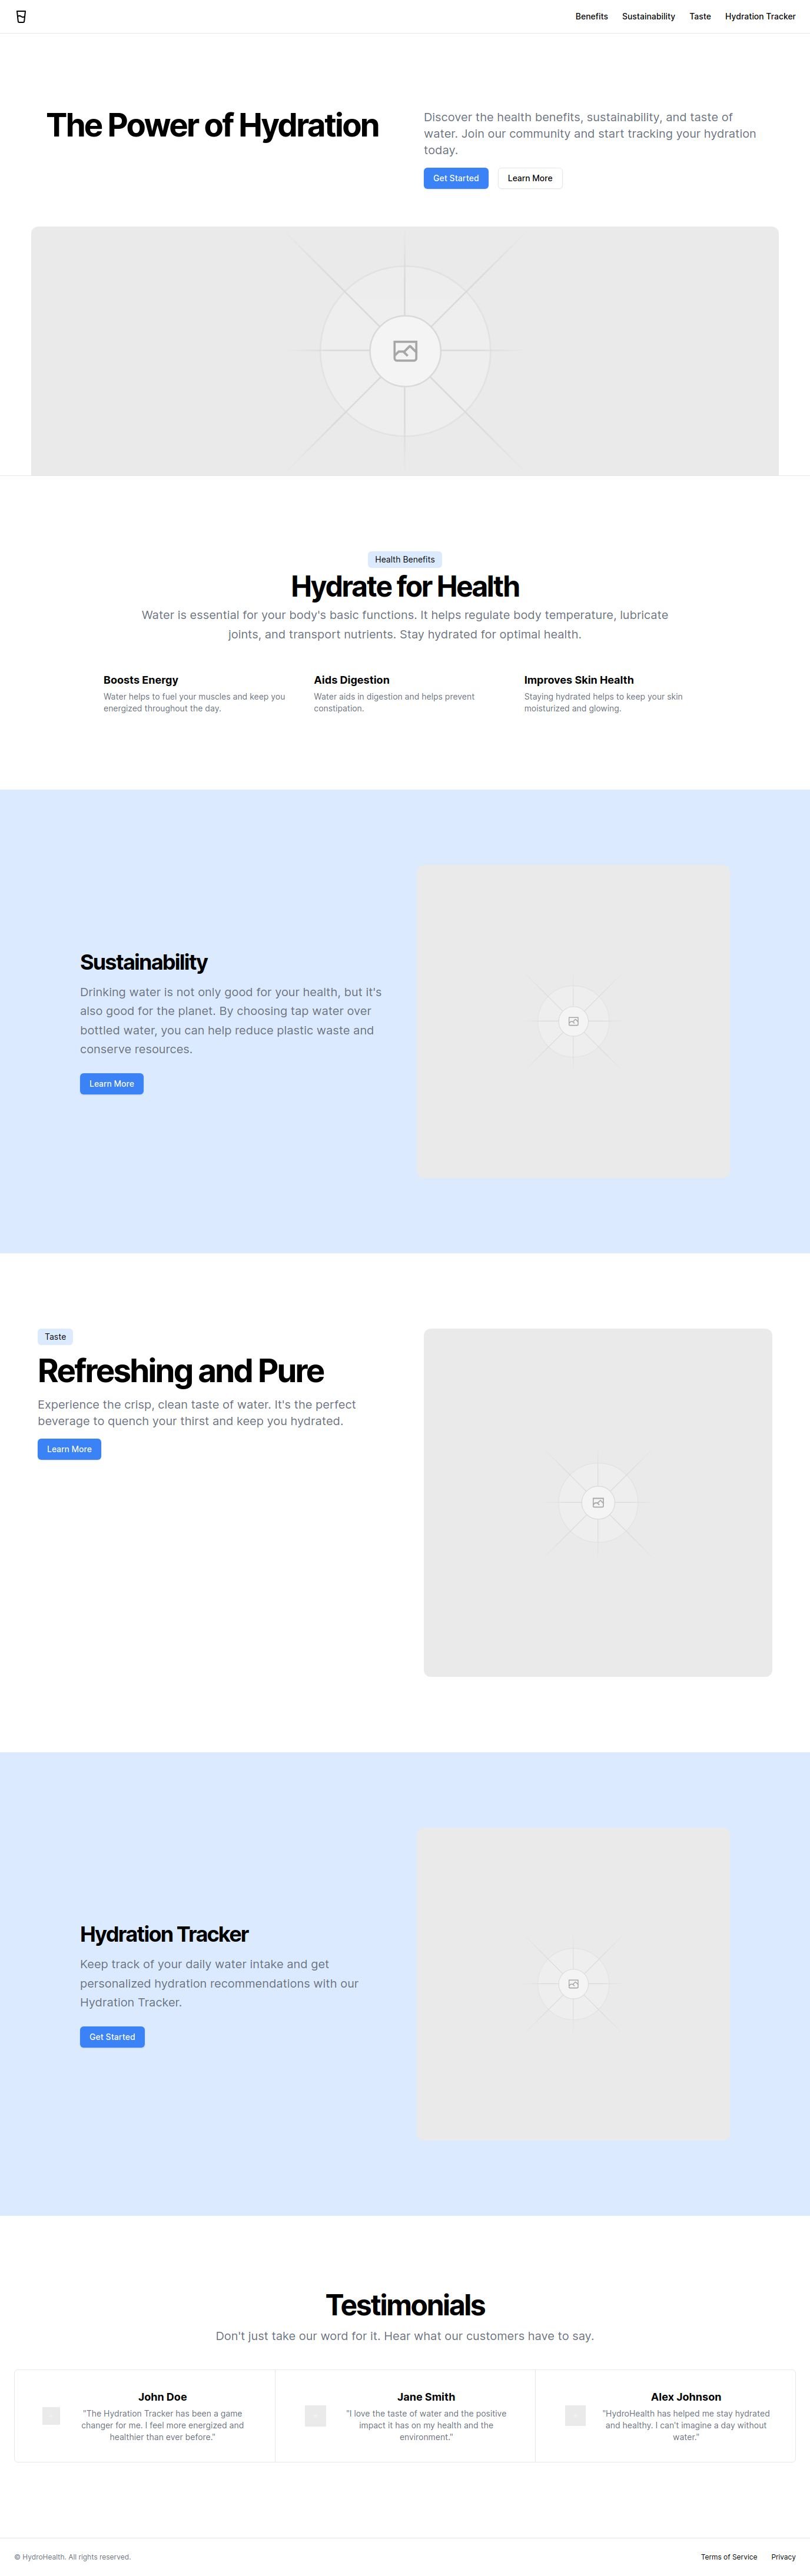 Benefits Sustainability Taste Hydration Tracker
The Power of Hydration
Discover the health benefits, sustainability, and taste of
water. Join our community and start tracking your hydration
today.
Get Started Learn More
Health Benefits
Hydrate for Health
Water is essential for your body's basic functions. It helps regulate body temperature, lubricate
joints, and transport nutrients. Stay hydrated for optimal health.
Boosts Energy
Water helps to fuel your muscles and keep you
energized throughout the day.
Aids Digestion
Water aids in digestion and helps prevent
constipation.
Improves Skin Health
Staying hydrated helps to keep your skin
moisturized and glowing.
Sustainability
Drinking water is not only good for your health, but it's
also good for the planet. By choosing tap water over
bottled water, you can help reduce plastic waste and
conserve resources.
Learn More
Taste
Refreshing and Pure
Experience the crisp, clean taste of water. It's the perfect
beverage to quench your thirst and keep you hydrated.
Learn More
Hydration Tracker
Keep track of your daily water intake and get
personalized hydration recommendations with our
Hydration Tracker.
Get Started
Testimonials
Don't just take our word for it. Hear what our customers have to say.
John Doe
"The Hydration Tracker has been a game
changer for me. I feel more energized and
healthier than ever before."
Jane Smith
"I love the taste of water and the positive
impact it has on my health and the
environment."
Alex Johnson
"HydroHealth has helped me stay hydrated
and healthy. I can't imagine a day without
water."
© HydroHealth. All rights reserved.
Terms of Service Privacy